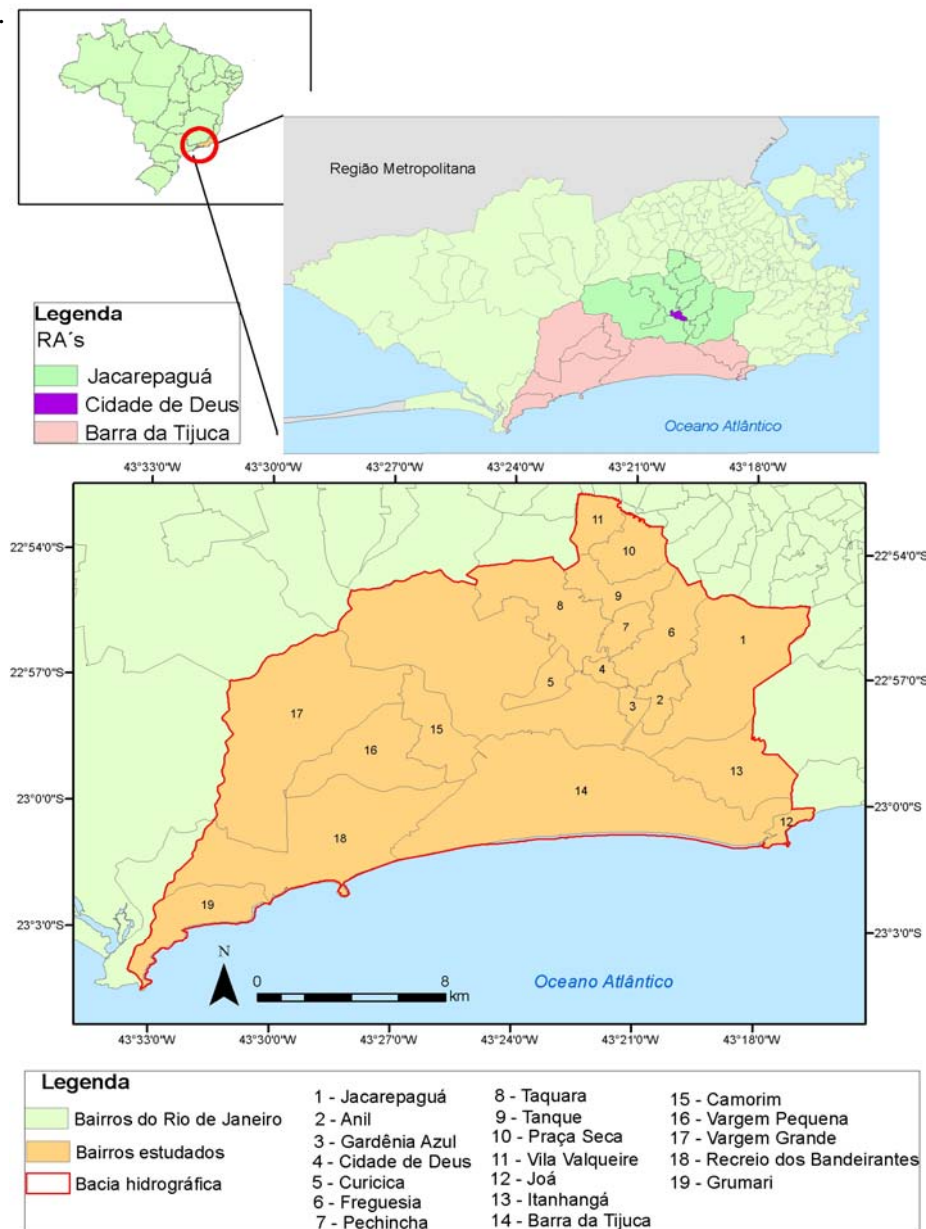 Região Metropolitana
Legenda
RA´s
Jacarepaguá
Cidade de Deus
Barra da Tijuca
Oceano Atlântico
43°33'0"W 43°30'0"W 43°27'0"W 43°24'0"W 43°21'0"W 43°18'0"W
22°54'0"S
22°57'0"S
23°0'0"S
23°3'0"S
22°54'0"S
22°57'0"S
23°0'0"S
23°3'0"S
11
10
9
8
7
6
1
4
5
3
2
17
15
16
13
14
12
18
19
N
0 8
km
Oceano Atlântico
43°33'0"W 43°30'0"W 43°27'0"W 43°24'0"W 43°21'0"W 43°18'0"W
Legenda
Bairros do Rio de Janeiro
Bairros estudados
Bacia hidrográfica
1 - Jacarepaguá
2 - Anil
3 - Gardênia Azul
4 - Cidade de Deus
5 - Curicica
6 - Freguesia
7 - Pechincha
8 - Taquara
9 - Tanque
10 - Praça Seca
11 - Vila Valqueire
12 - Joá
13 - Itanhangá
14 - Barra da Tijuca
15 - Camorim
16 - Vargem Pequena
17 - Vargem Grande
18 - Recreio dos Bandeirantes
19 - Grumari